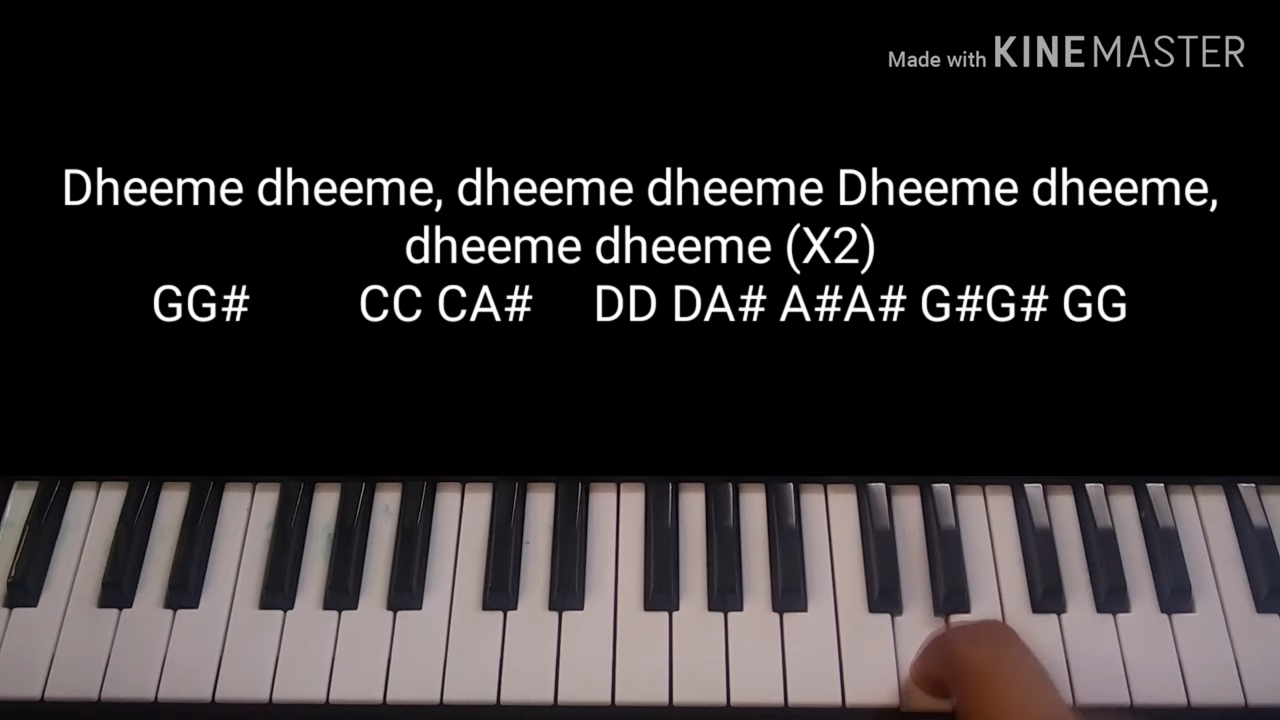 Made with KINEMASTER
Dheeme dheeme, dheeme dheeme Dheeme dheeme,
dheeme dheeme (X2)
GG# CC CA# DD DA# A#A# G#G# GG